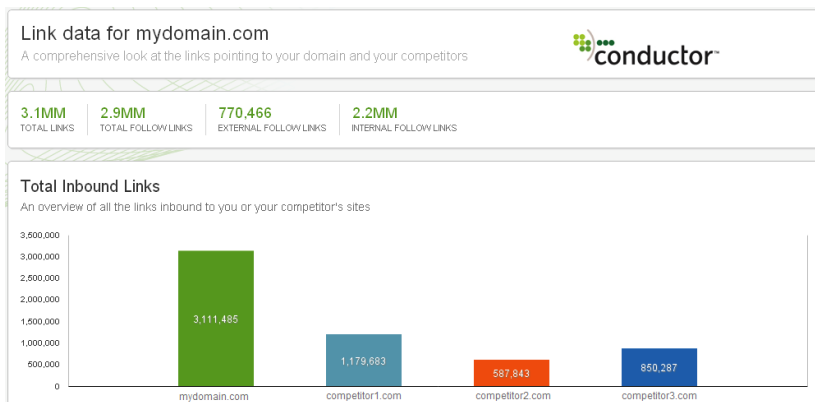 Link data for mydomain.com
A comprehensive look at the links pointing to your domain and your competitors
conductor™
3.1MM
TOTAL LINKS
2.9MM
TOTAL FOLLOW LINKS
770,466
EXTERNAL FOLLOW LINKS
2.2MM
INTERNAL FOLLOW LINKS
Total Inbound Links
An overview of all the links inbound to you or your competitor's sites
3,500,000
3,000,000
2,500,000
2,000,000
1,500,000
1,000,000
500,000
0
3,111,485
1,179,683
587,843
850,287
mydomain.com
competitor1.com
competitor2.com
competitor3.com